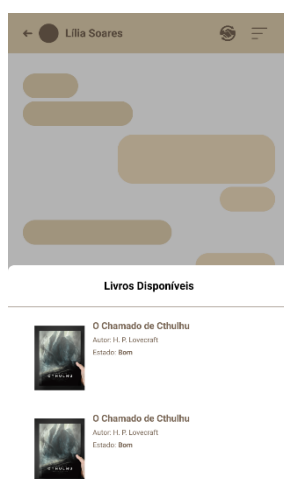 Lília Soares
Livros Disponíveis
O Chamado de Cthulhu
Autor: H. P. Lovecraft
Estado: Bom
O Chamado de Cthulhu
Autor: H. P. Lovecraft
Estado: Bom